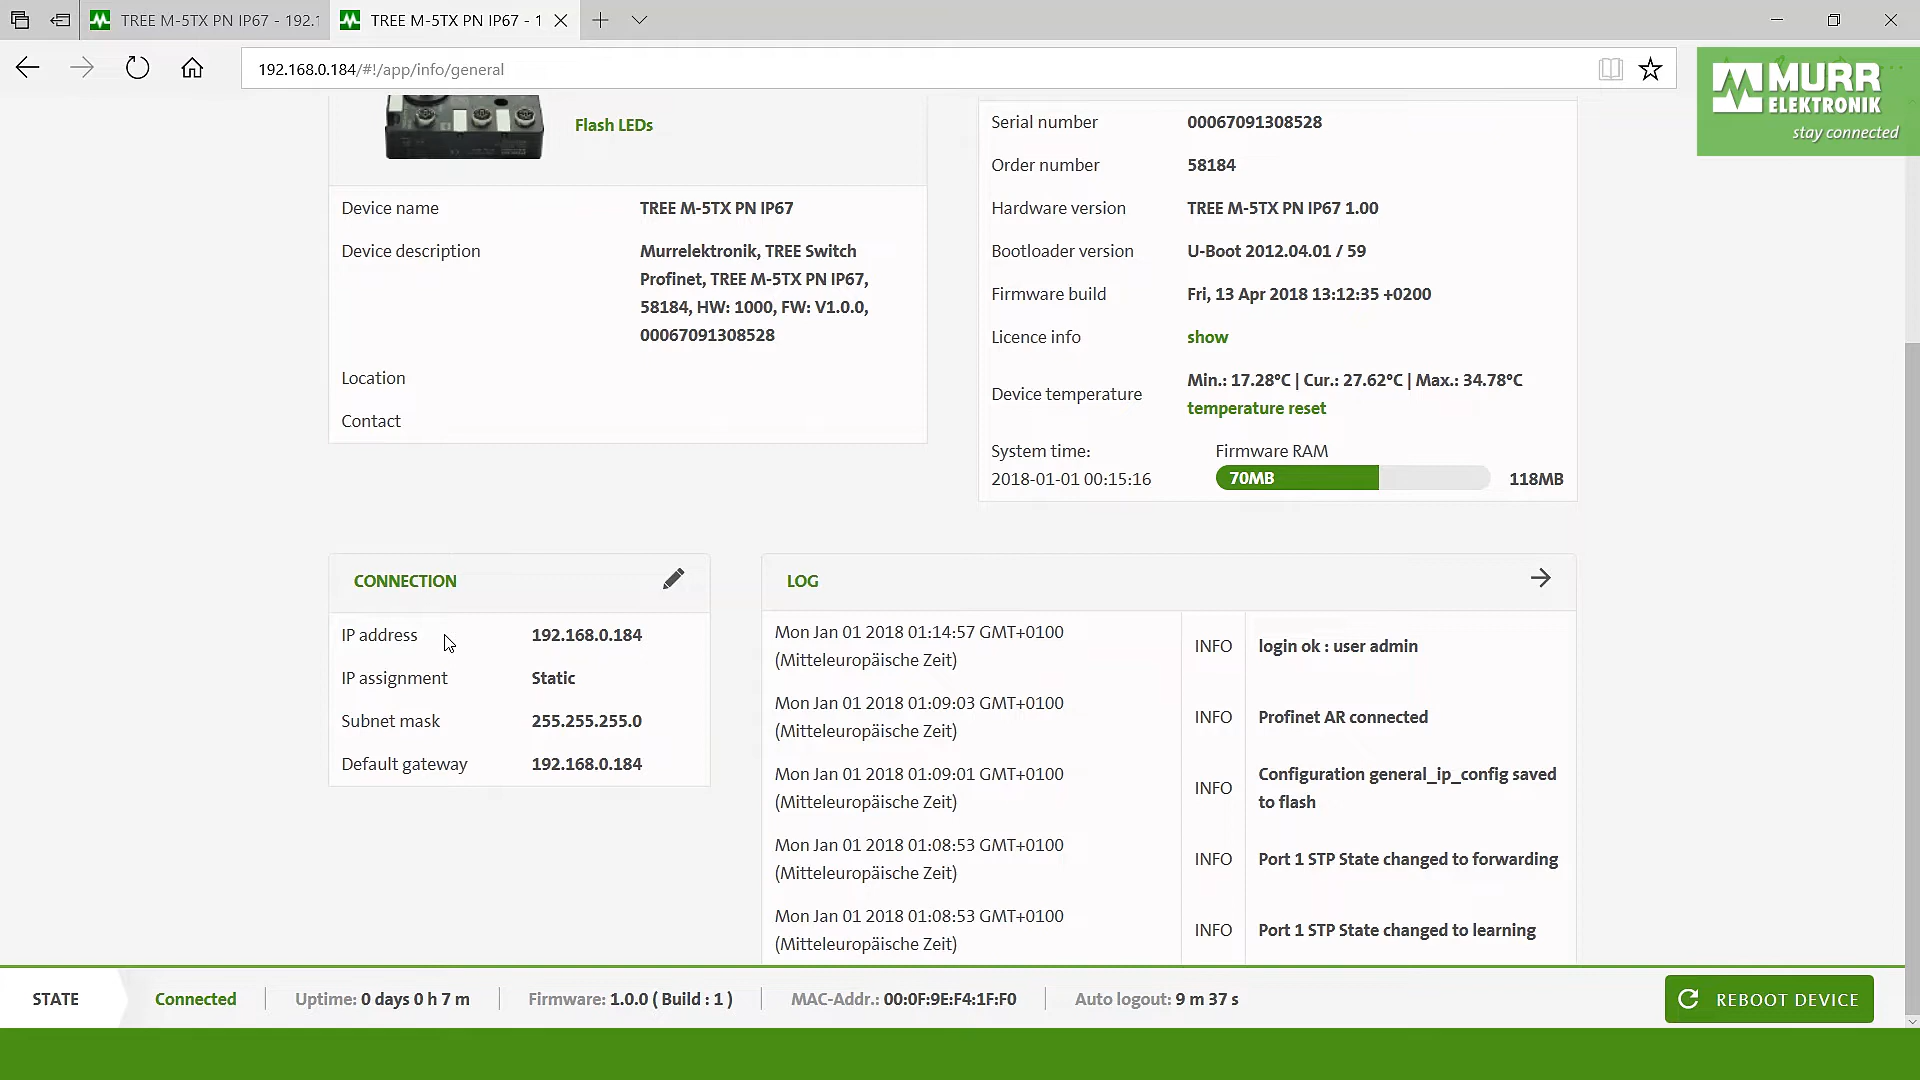 TREE M-5TX PN IP67 - 192.1
TREE M-5TX PN IP67 - 1
192.168.0.184/#!/app/info/general
MURR
ELEKTRONIK
stay connected
Flash LEDs
Device name TREE M-5TX PN IP67
Device description Murrelektronik, TREE Switch
Profinet, TREE M-5TX PN IP67,
58184, HW: 1000, FW: V1.0.0,
00067091308528
Location
Contact
Serial number 00067091308528
Order number 58184
Hardware version TREE M-5TX PN IP67 1.00
Bootloader version U-Boot 2012.04.01 / 59
Firmware build Fri, 13 Apr 2018 13:12:35 +0200
Licence info show
Device temperature Min.: 17.28°C | Cur.: 27.62°C | Max.: 34.78°C
temperature reset
System time: Firmware RAM
2018-01-01 00:15:16 70MB 118MB
CONNECTION
IP address 192.168.0.184
IP assignment Static
Subnet mask 255.255.255.0
Default gateway 192.168.0.184
LOG
Mon Jan 01 2018 01:14:57 GMT+0100
(Mitteleuropäische Zeit) INFO login ok : user admin
Mon Jan 01 2018 01:09:03 GMT+0100
(Mitteleuropäische Zeit) INFO Profinet AR connected
Mon Jan 01 2018 01:09:01 GMT+0100
(Mitteleuropäische Zeit) INFO Configuration general_ip_config saved
to flash
Mon Jan 01 2018 01:08:53 GMT+0100
(Mitteleuropäische Zeit) INFO Port 1 STP State changed to forwarding
Mon Jan 01 2018 01:08:53 GMT+0100
(Mitteleuropäische Zeit) INFO Port 1 STP State changed to learning
STATE Connected Uptime: 0 days 0 h 7 m Firmware: 1.0.0 ( Build : 1 ) MAC-Addr.: 00:0F:9E:F4:1F:F0 Auto logout: 9 m 37 s REBOOT DEVICE